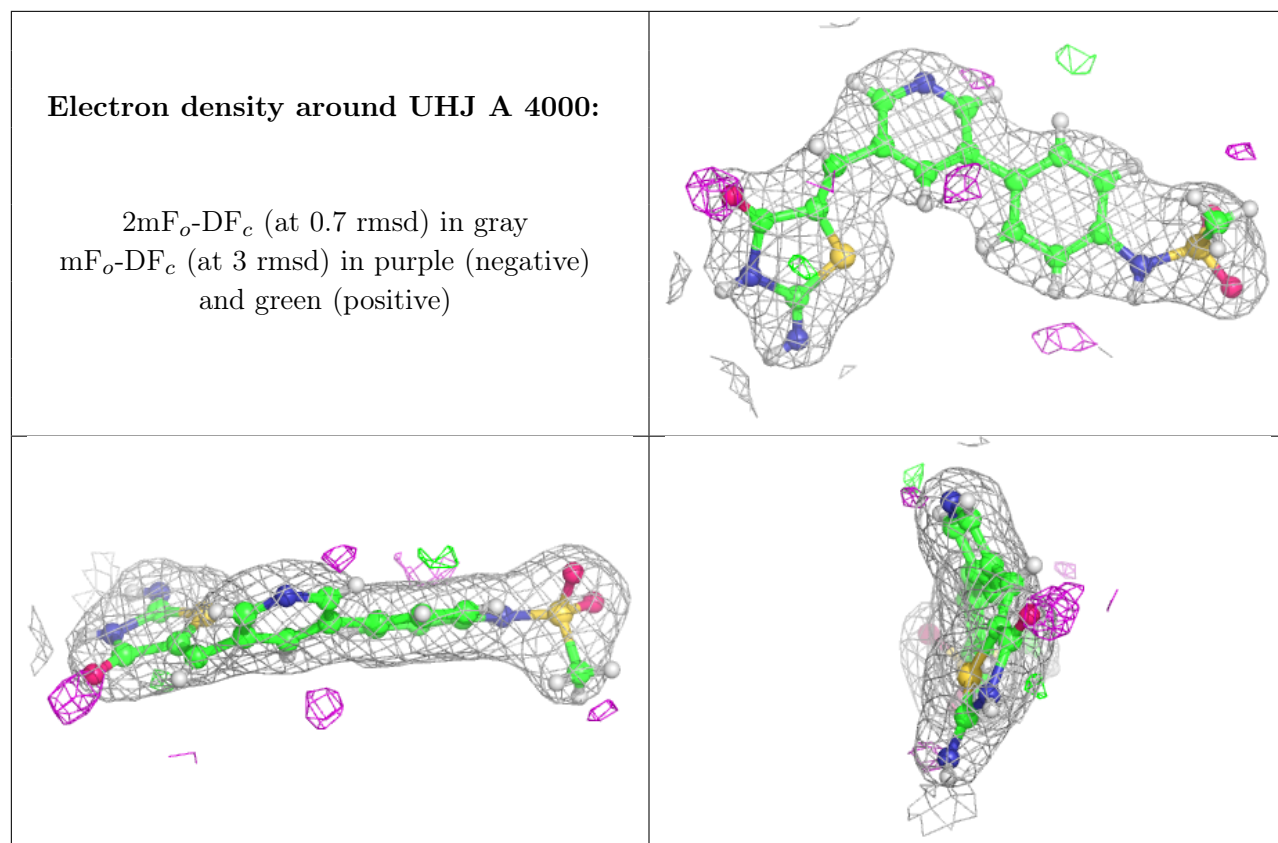 Electron density around UHJ A 4000:
2mFo-DFc (at 0.7 rmsd) in gray
mFo-DFc (at 3 rmsd) in purple (negative)
and green (positive)